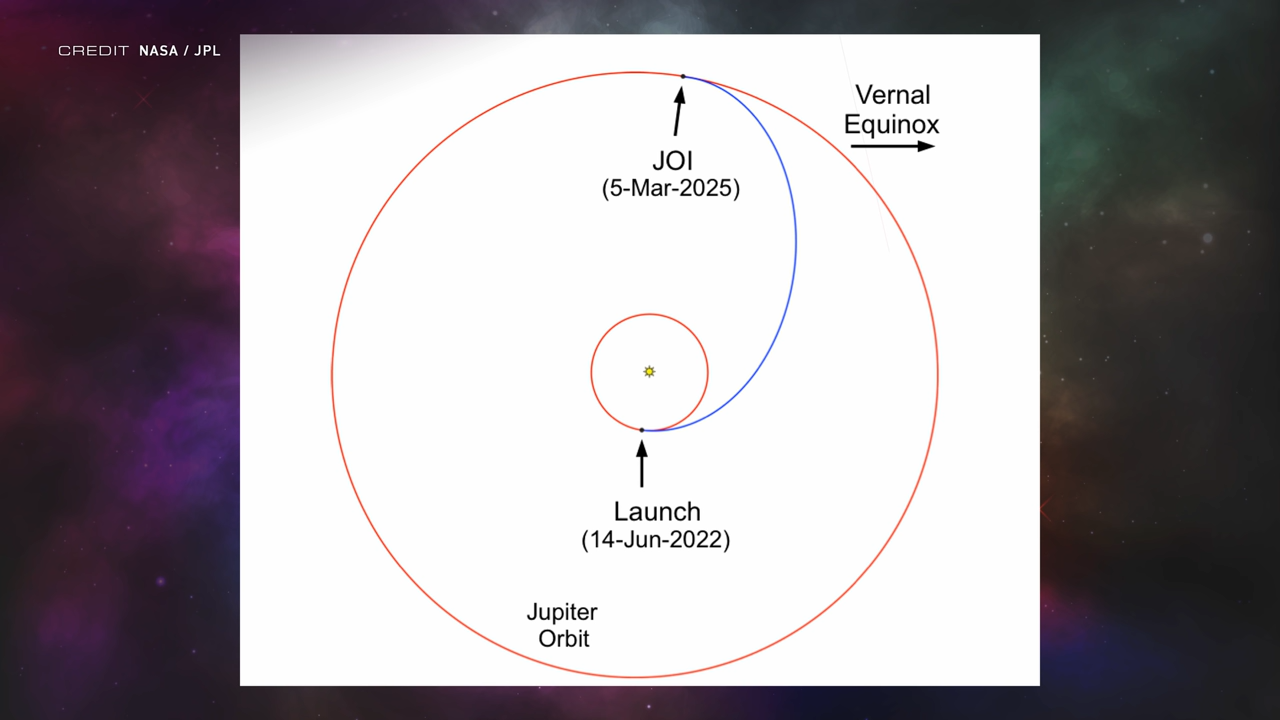 CREDIT NASA / JPL
Vernal
Equinox
JOI
(5-Mar-2025)
Launch
(14-Jun-2022)
Jupiter
Orbit